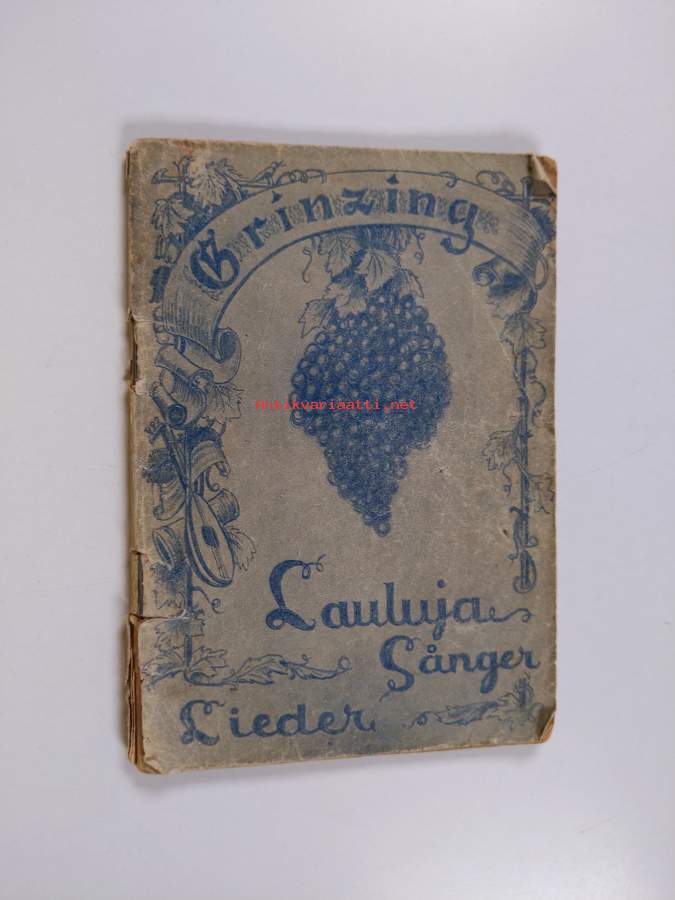 Grinzing
Antikvariaatti.net
Lauluja
Sånger
Lieder